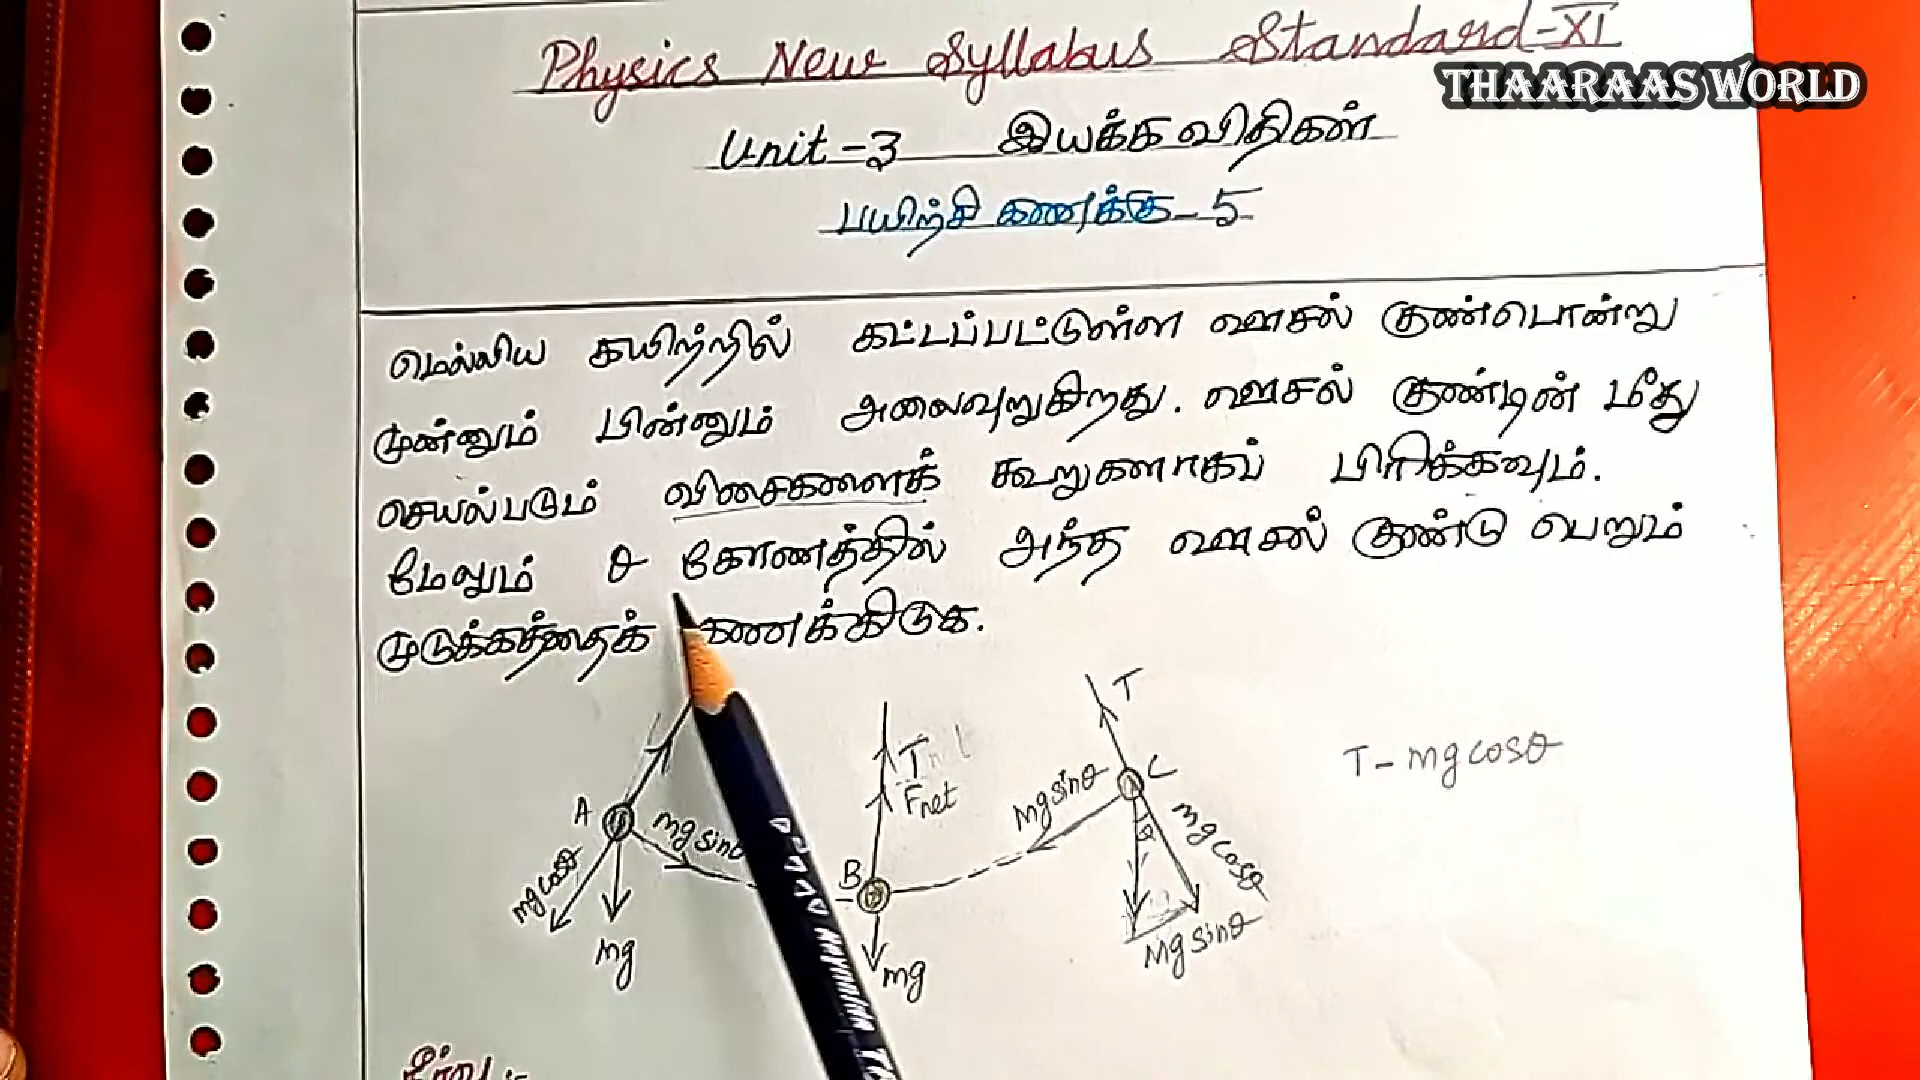 Physics New Syllabus Standard-XI
THAARAAS WORLD
Unit-3 இயக்க விதிகள்
பயிற்சி கணக்கு-5
மெல்லிய கயிற்றில் கட்டப்பட்டுள்ள ஊசல் குண்டொன்று
முன்னும் பின்னும் அலைவுறுகிறது. ஊசல் குண்டின் மீது
செயல்படும் விசைகளைக் கூறுகளாகப் பிரிக்கவும்.
மேலும் θ கோணத்தில் அந்த ஊசல் குண்டு பெறும்
முடுக்கத்தைக் கணக்கிடுக.
T
T
Fnet
T - mg cosθ
A
mg sinθ
mg cosθ
mg
B
mg
mg sinθ
C
θ
mg cosθ
mg sinθ